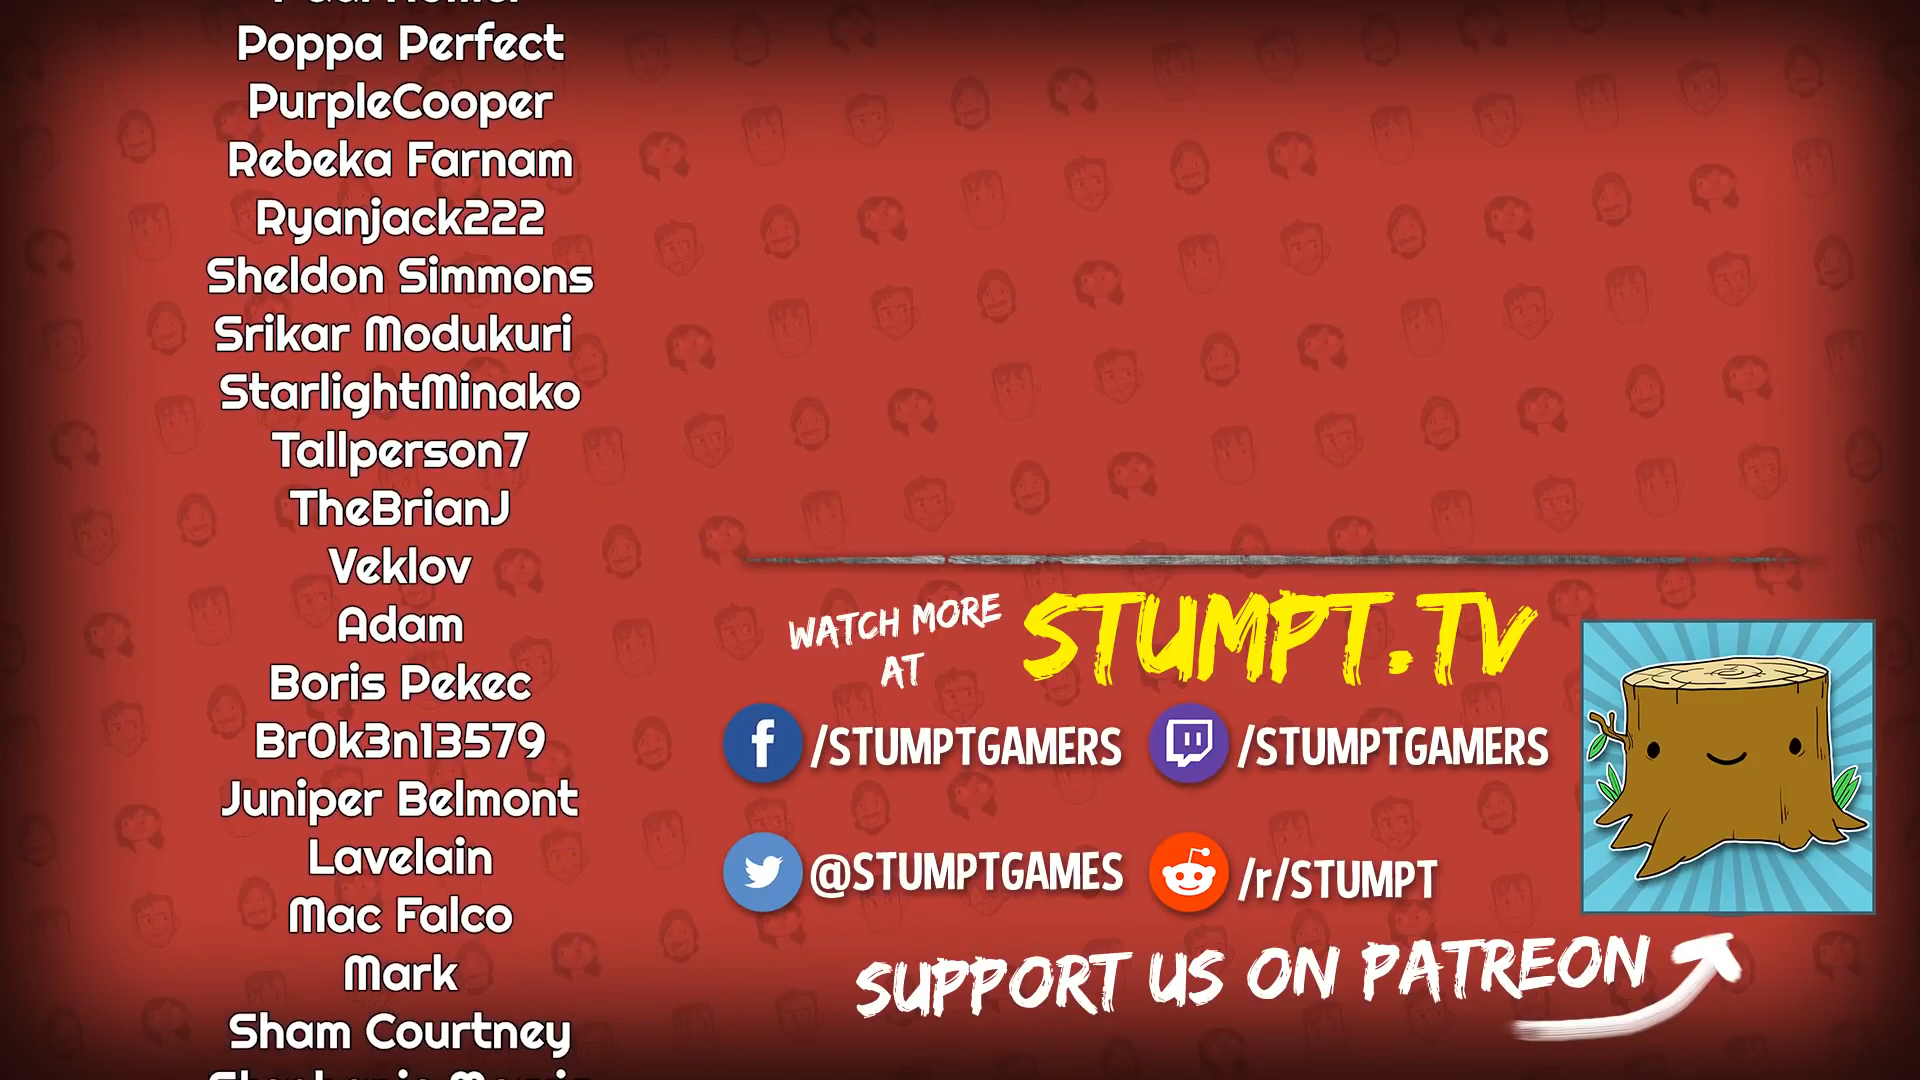 Poppa Perfect
PurpleCooper
Rebeka Farnam
Ryanjack222
Sheldon Simmons
Srikar Modukuri
StarlightMinako
Tallperson7
TheBrianJ
Veklov
Adam
Boris Pekec
Br0k3n13579
Juniper Belmont
Lavelain
Mac Falco
Mark
Sham Courtney
WATCH MORE
AT
STUMPT.TV
/STUMPTGAMERS
/STUMPTGAMERS
@STUMPTGAMES
/r/STUMPT
SUPPORT US ON PATREON